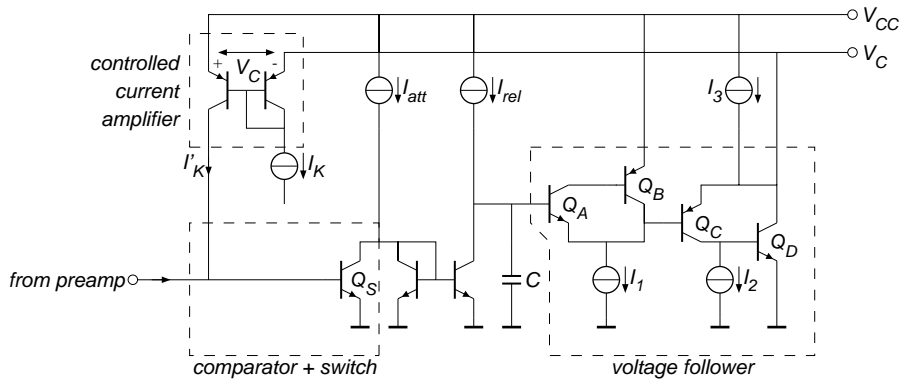 V_CC
V_C
controlled
current
amplifier
+ V_C -
I_att
I_rel
I_3
I'_K
I_K
Q_A
Q_B
Q_C
Q_D
from preamp
Q_S
C
I_1
I_2
comparator + switch
voltage follower